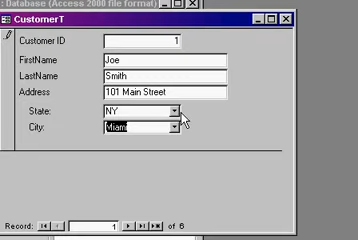 : Database (Access 2000 file format)
CustomerT
Customer ID 1
FirstName Joe
LastName Smith
Address 101 Main Street
State: NY
City: Miami
Record: 1 of 6